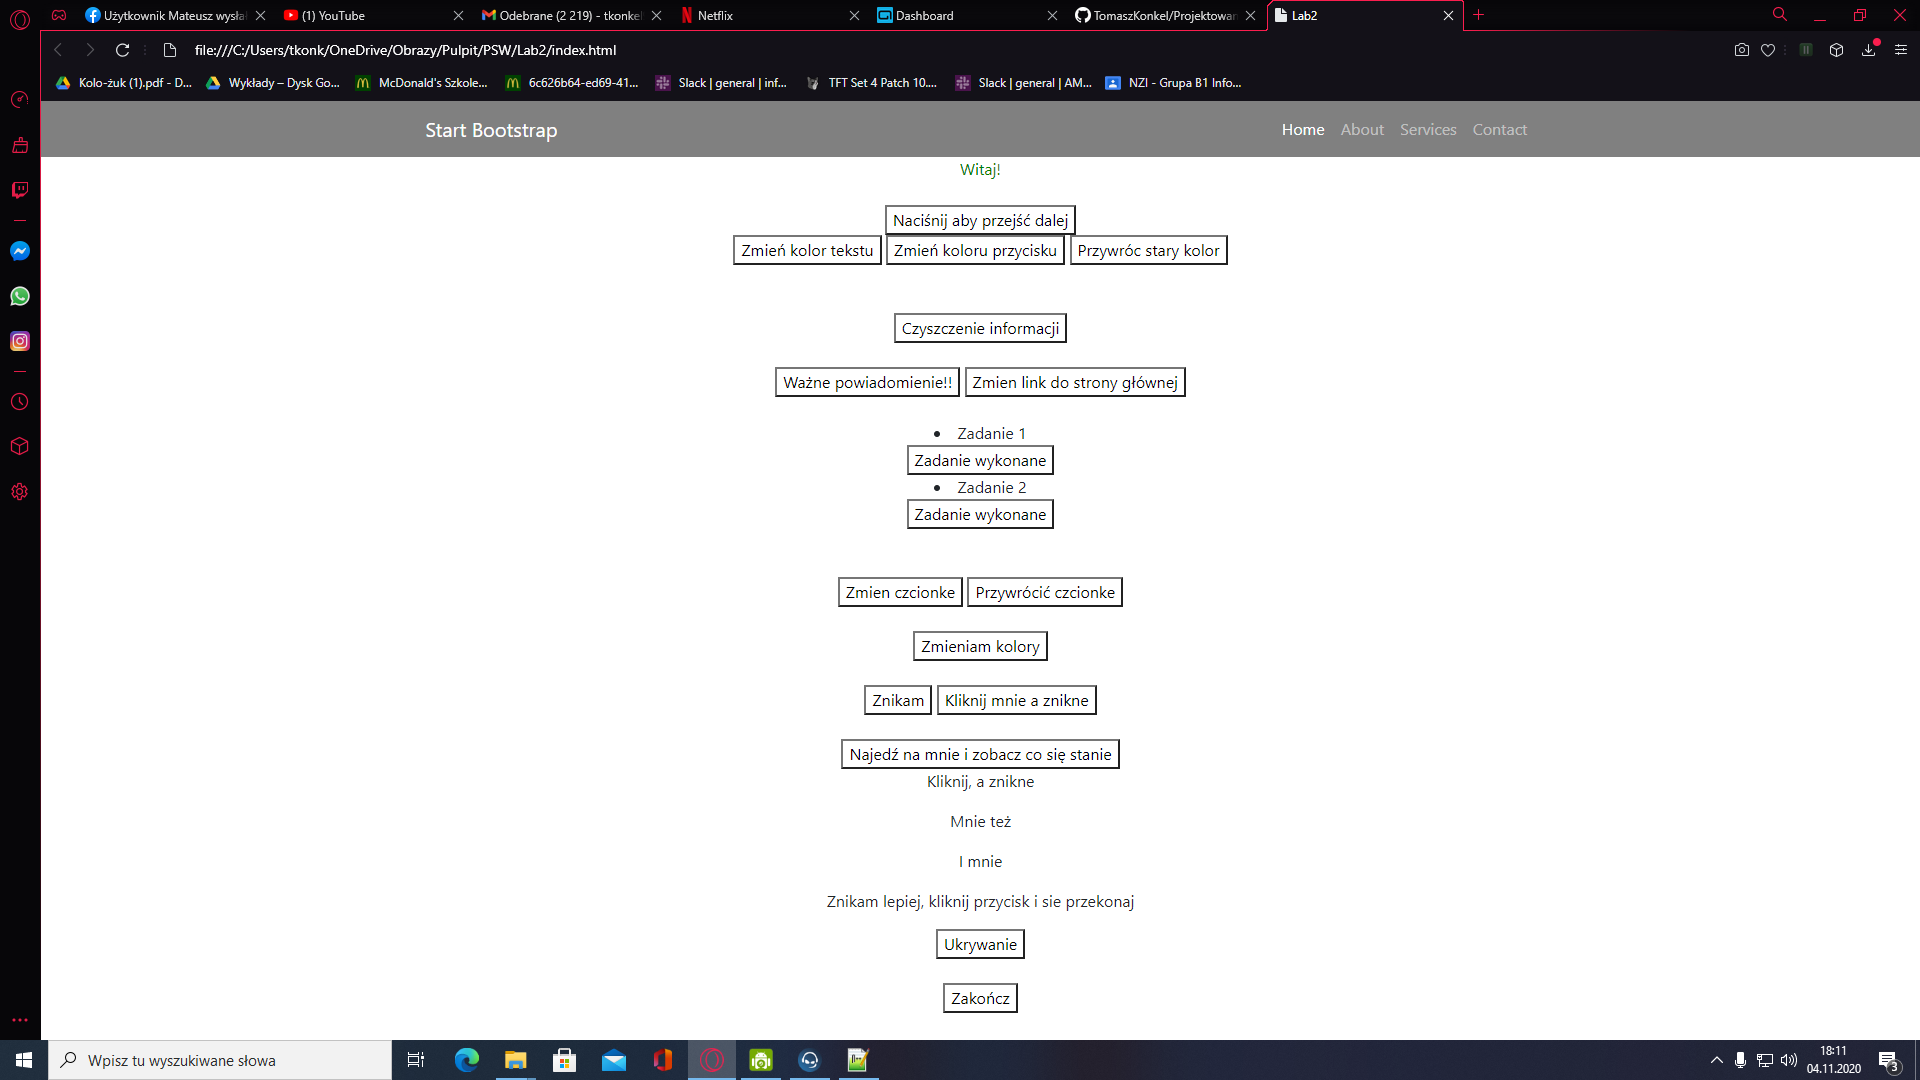 Użytkownik Mateusz wysła
(1) YouTube
Odebrane (2 219) - tkonkel
Netflix
Dashboard
TomaszKonkel/Projektowan
Lab2
file:///C:/Users/tkonk/OneDrive/Obrazy/Pulpit/PSW/Lab2/index.html
Kolo-żuk (1).pdf - D...
Wykłady – Dysk Go...
McDonald's Szkole...
6c626b64-ed69-41...
Slack | general | inf...
TFT Set 4 Patch 10....
Slack | general | AM...
NZI - Grupa B1 Info...
Start Bootstrap
Home About Services Contact
Witaj!
Naciśnij aby przejść dalej
Zmień kolor tekstu Zmień koloru przycisku Przywróc stary kolor
Czyszczenie informacji
Ważne powiadomienie!! Zmien link do strony głównej
• Zadanie 1
Zadanie wykonane
• Zadanie 2
Zadanie wykonane
Zmien czcionke Przywrócić czcionke
Zmieniam kolory
Znikam Kliknij mnie a znikne
Najedź na mnie i zobacz co się stanie
Kliknij, a znikne
Mnie też
I mnie
Znikam lepiej, kliknij przycisk i sie przekonaj
Ukrywanie
Zakończ
Wpisz tu wyszukiwane słowa
18:11
04.11.2020
3